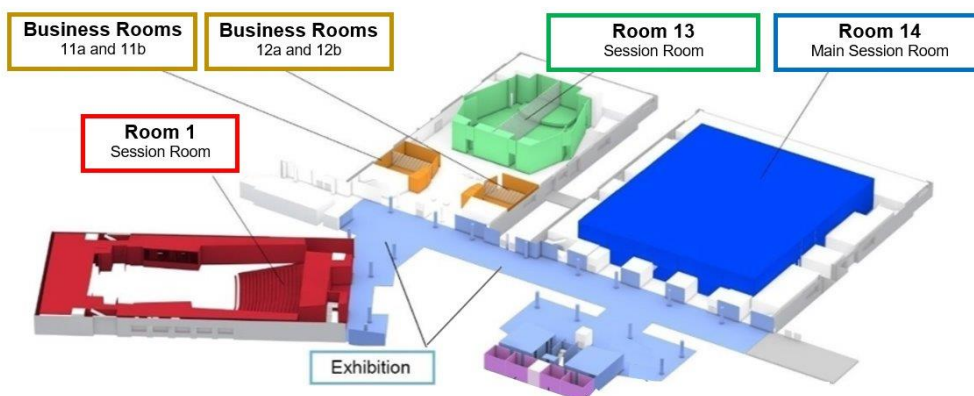 Business Rooms
11a and 11b
Business Rooms
12a and 12b
Room 13
Session Room
Room 14
Main Session Room
Room 1
Session Room
Exhibition